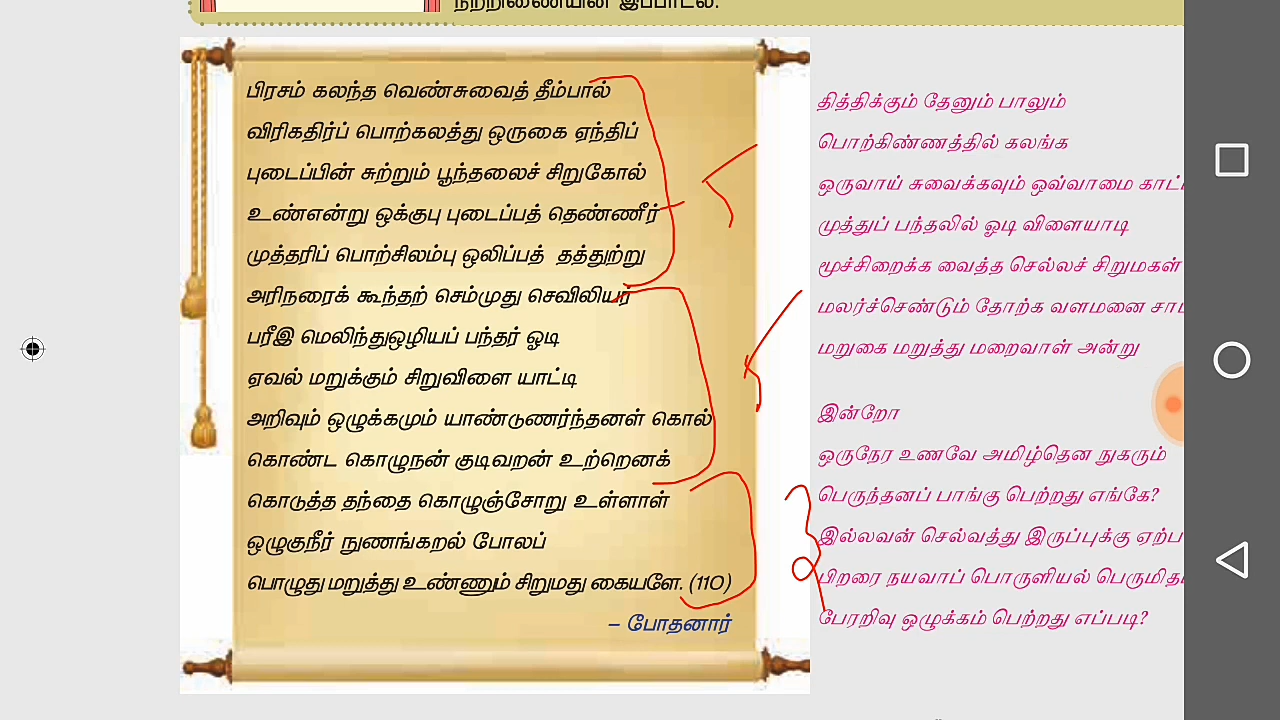 நற்றிணையின் இப்பாடல்.
பிரசம் கலந்த வெண்சுவைத் தீம்பால்
விரிகதிர்ப் பொற்கலத்து ஒருகை ஏந்திப்
புடைப்பின் சுற்றும் பூந்தலைச் சிறுகோல்
உண்என்று ஒக்குபு புடைப்பத் தெண்ணீர்
முத்தரிப் பொற்சிலம்பு ஒலிப்பத் தத்துற்று
அரிநரைக் கூந்தற் செம்முது செவிலியர்
பரீஇ மெலிந்துஒழியப் பந்தர் ஓடி
ஏவல் மறுக்கும் சிறுவிளை யாட்டி
அறிவும் ஒழுக்கமும் யாண்டுணர்ந்தனள் கொல்
கொண்ட கொழுநன் குடிவறன் உற்றெனக்
கொடுத்த தந்தை கொழுஞ்சோறு உள்ளாள்
ஒழுகுநீர் நுணங்கறல் போலப்
பொழுது மறுத்து உண்ணும் சிறுமது கையளே. (110)
– போதனார்
தித்திக்கும் தேனும் பாலும்
பொற்கிண்ணத்தில் கலங்க
ஒருவாய் சுவைக்கவும் ஒவ்வாமை
முத்துப் பந்தலில் ஓடி விளையாடி
மூச்சிறைக்க வைத்த செல்லச் சிறுமகள்
மலர்ச்செண்டும் தோற்க வளமனை
மறுகை மறுத்து மறைவாள் அன்று
இன்றோ
ஒருநேர உணவே அமிழ்தென நுகரும்
பெருந்தனப் பாங்கு பெற்றது எங்கே?
இல்லவன் செல்வத்து இருப்புக்கு
பிறரை நயவாப் பொருளியல்
பேரறிவு ஒழுக்கம் பெற்றது எப்படி?